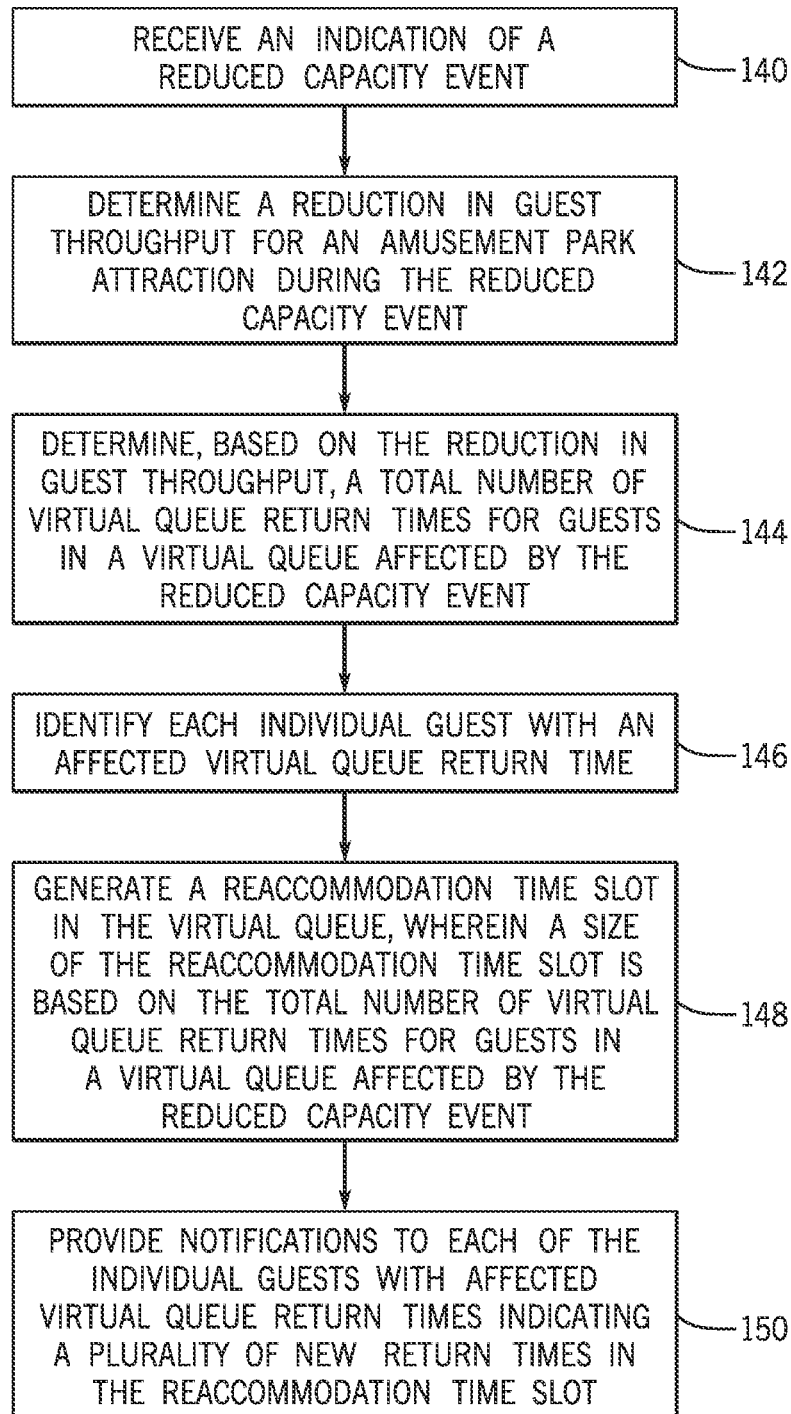 RECEIVE AN INDICATION OF A
REDUCED CAPACITY EVENT
140
DETERMINE A REDUCTION IN GUEST
THROUGHPUT FOR AN AMUSEMENT PARK
ATTRACTION DURING THE REDUCED
CAPACITY EVENT
142
DETERMINE, BASED ON THE REDUCTION IN
GUEST THROUGHPUT, A TOTAL NUMBER OF
VIRTUAL QUEUE RETURN TIMES FOR GUESTS
IN A VIRTUAL QUEUE AFFECTED BY THE
REDUCED CAPACITY EVENT
144
IDENTIFY EACH INDIVIDUAL GUEST WITH AN
AFFECTED VIRTUAL QUEUE RETURN TIME
146
GENERATE A REACCOMMODATION TIME SLOT
IN THE VIRTUAL QUEUE, WHEREIN A SIZE
OF THE REACCOMMODATION TIME SLOT IS
BASED ON THE TOTAL NUMBER OF VIRTUAL
QUEUE RETURN TIMES FOR GUESTS IN
A VIRTUAL QUEUE AFFECTED BY THE
REDUCED CAPACITY EVENT
148
PROVIDE NOTIFICATIONS TO EACH OF THE
INDIVIDUAL GUESTS WITH AFFECTED
VIRTUAL QUEUE RETURN TIMES INDICATING
A PLURALITY OF NEW RETURN TIMES IN
THE REACCOMMODATION TIME SLOT
150